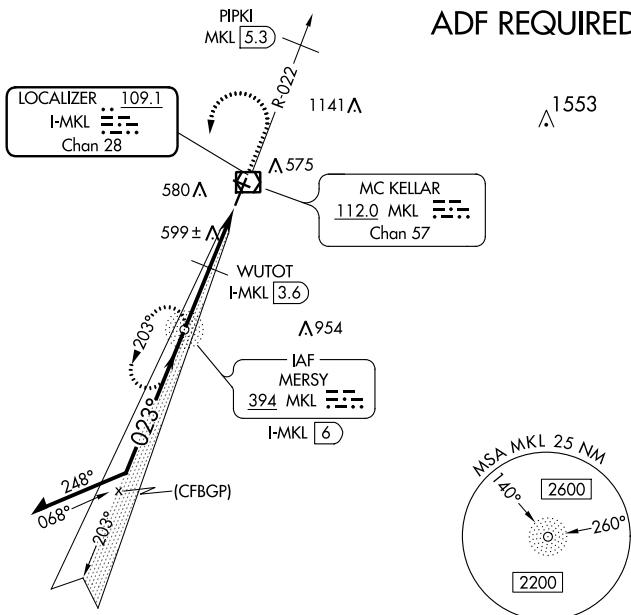 PIPKI
MKL 5.3
ADF REQUIRED
R-022
LOCALIZER 109.1
I-MKL
Chan 28
1141
1553
575
580
MC KELLAR
112.0 MKL
Chan 57
599 ±
WUTOT
I-MKL 3.6
203°
954
IAF
MERSY
394 MKL
I-MKL 6
023°
248°
068°
(CFBGP)
203°
MSA MKL 25 NM
140°
2600
260°
2200